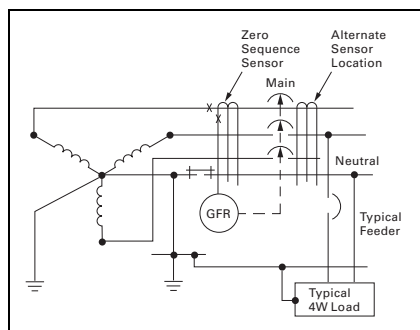 Zero
Sequence
Sensor
Alternate
Sensor
Location
Main
Neutral
GFR
Typical
Feeder
Typical
4W Load